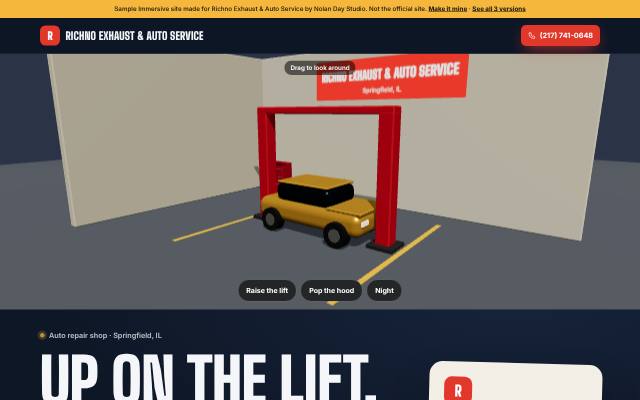 Sample Immersive site made for Richno Exhaust & Auto Service by Nolan Day Studio. Not the official site. Make it mine · See all 3 versions
R RICHNO EXHAUST & AUTO SERVICE
(217) 741-0648
Drag to look around
RICHNO EXHAUST & AUTO SERVICE
Springfield, IL
Raise the lift
Pop the hood
Night
Auto repair shop · Springfield, IL
UP ON THE LIFT.
R